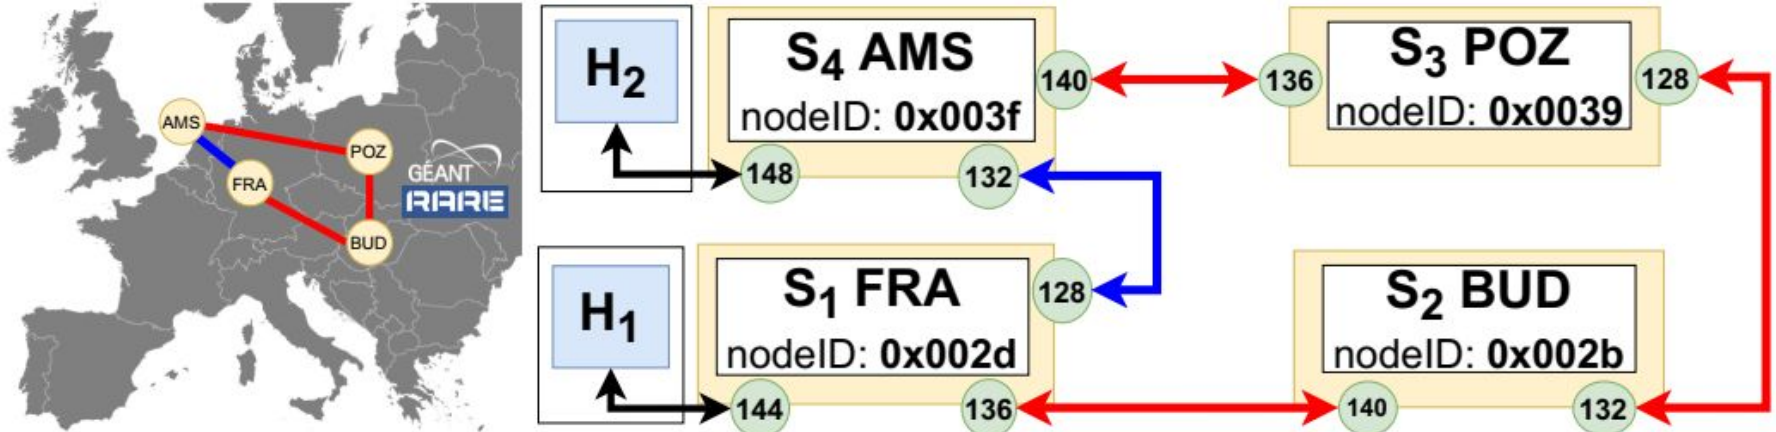 AMS
POZ
FRA
BUD
GÉANT
RARE
H2
S4 AMS
nodeID: 0x003f
140
148
132
136
S3 POZ
nodeID: 0x0039
128
H1
S1 FRA
nodeID: 0x002d
128
144
136
S2 BUD
nodeID: 0x002b
140
132